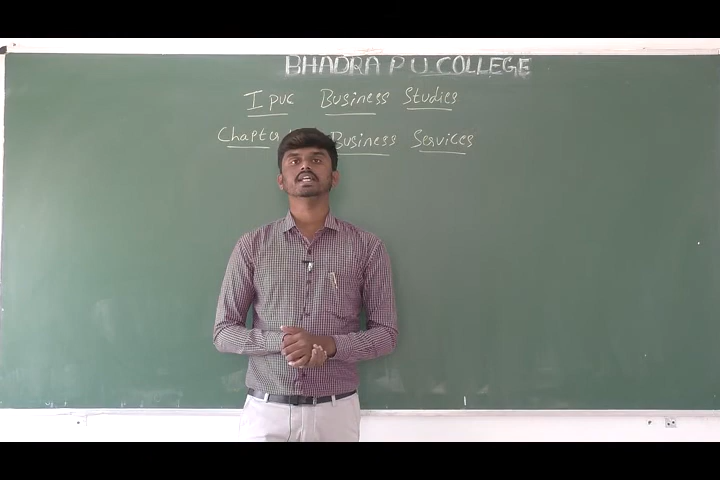 BHADRA P U COLLEGE
I PUC Business Studies
Chapter Business Services